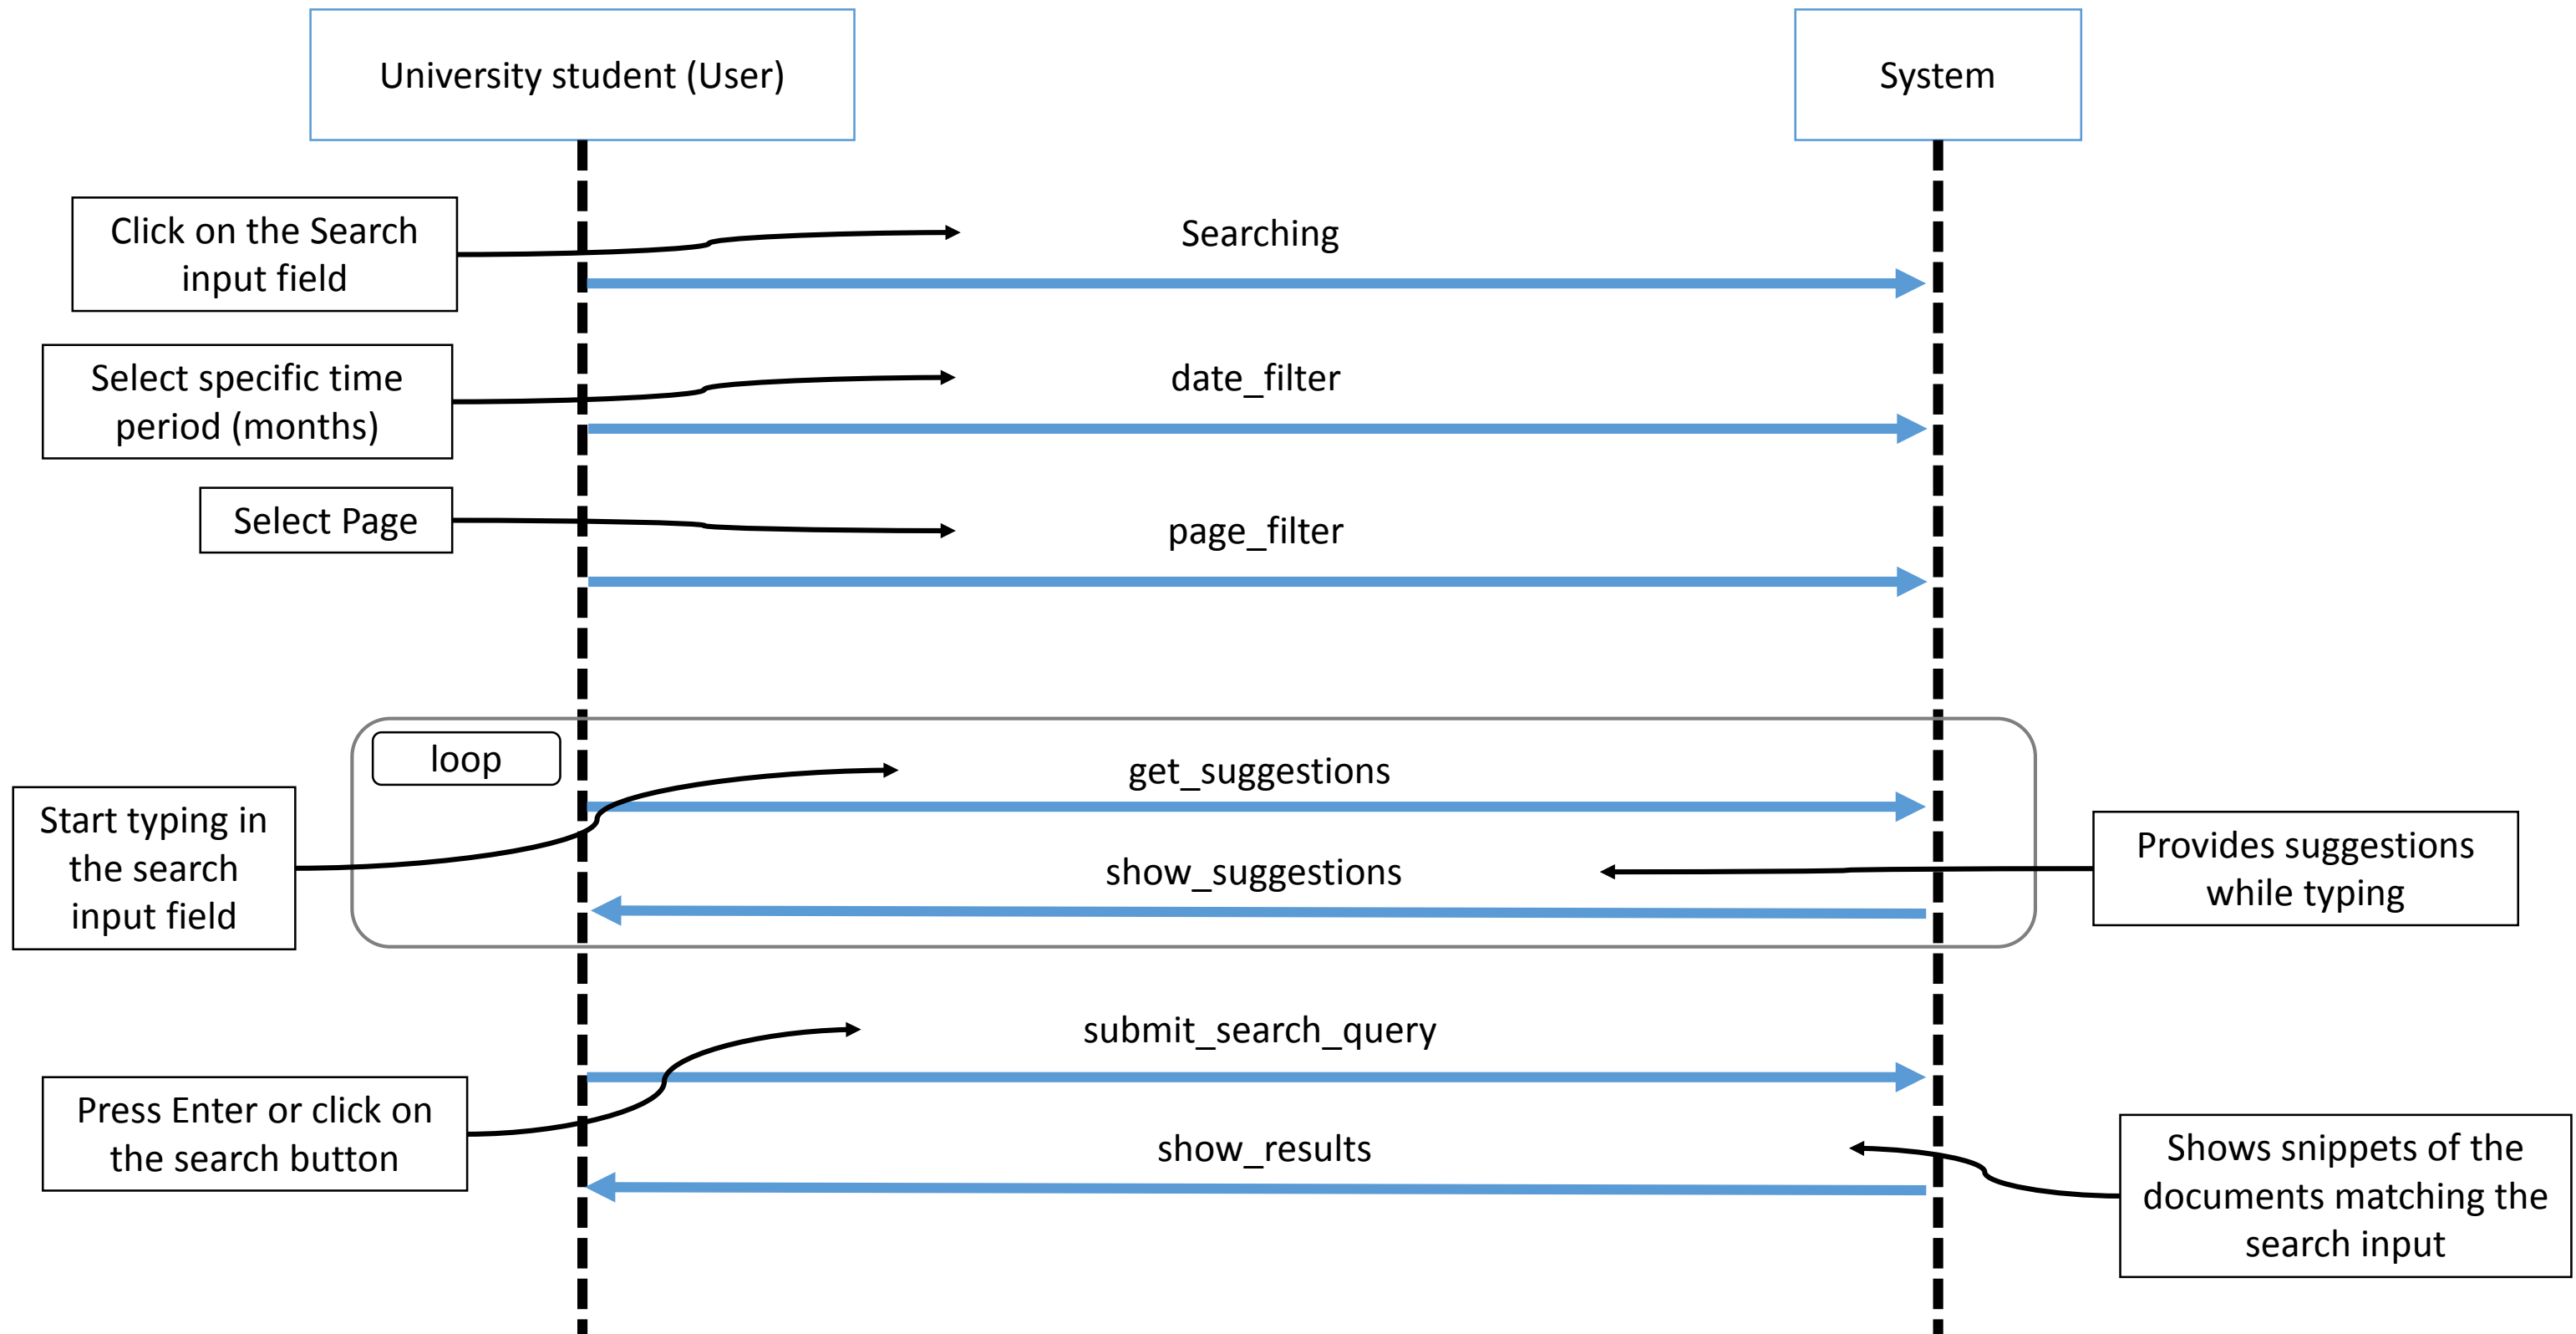 University student (User)
System
Click on the Search
input field
Searching
Select specific time
period (months)
date_filter
Select Page
page_filter
loop
get_suggestions
Start typing in
the search
input field
show_suggestions
Provides suggestions
while typing
submit_search_query
Press Enter or click on
the search button
show_results
Shows snippets of the
documents matching the
search input